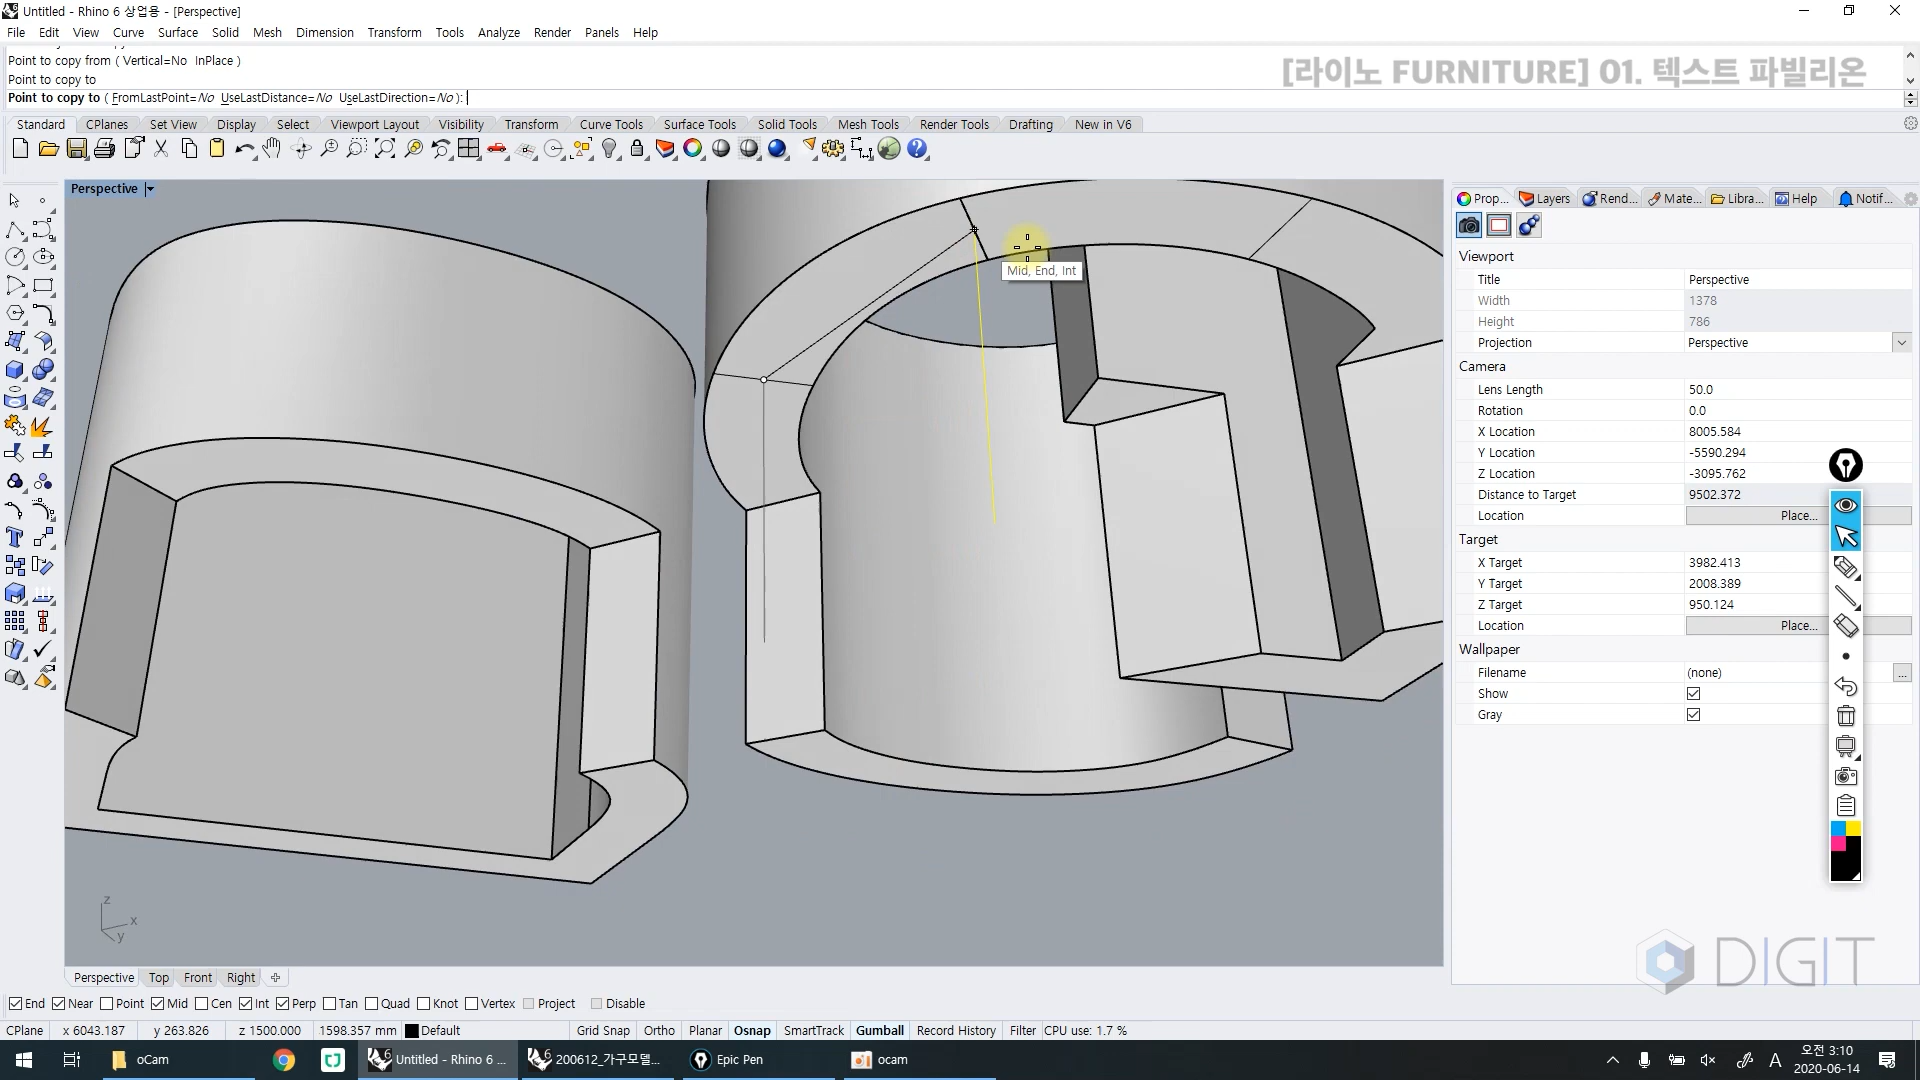 Untitled - Rhino 6 상업용 - [Perspective]
File Edit View Curve Surface Solid Mesh Dimension Transform Tools Analyze Render Panels Help
Point to copy from ( Vertical=No InPlace )
Point to copy to
Point to copy to ( FromLastPoint=No UseLastDistance=No UseLastDirection=No ):
[라이노 FURNITURE] 01. 텍스트 파빌리온
Standard CPlanes Set View Display Select Viewport Layout Visibility Transform Curve Tools Surface Tools Solid Tools Mesh Tools Render Tools Drafting New in V6
Perspective
Mid, End, Int
Prop... Layers Rend... Mate... Libra... Help Notif...
Viewport
Title Perspective
Width 1378
Height 786
Projection Perspective
Camera
Lens Length 50.0
Rotation 0.0
X Location 8005.584
Y Location -5590.294
Z Location -3095.762
Distance to Target 9502.372
Location Place...
Target
X Target 3982.413
Y Target 2008.389
Z Target 950.124
Location Place...
Wallpaper
Filename (none) ...
Show
Gray
z
x
y
DIGIT
Perspective Top Front Right
End Near Point Mid Cen Int Perp Tan Quad Knot Vertex Project Disable
CPlane x 6043.187 y 263.826 z 1500.000 1598.357 mm Default Grid Snap Ortho Planar Osnap SmartTrack Gumball Record History Filter CPU use: 1.7 %
oCam Untitled - Rhino 6 ... 200612_가구모델... Epic Pen ocam A 오전 3:10
2020-06-14